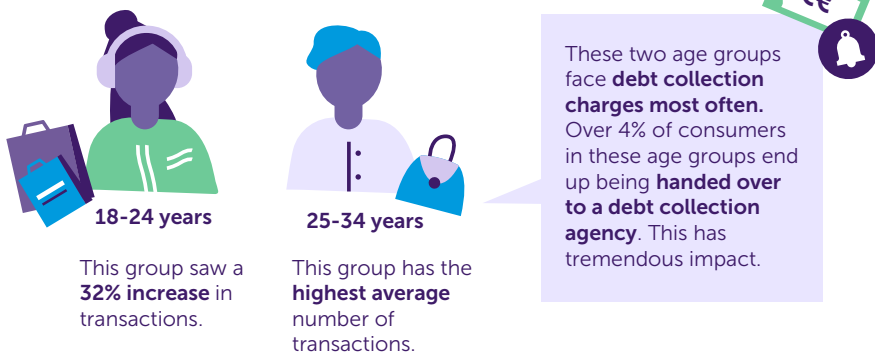 18-24 years
This group saw a
32% increase in
transactions.
25-34 years
This group has the
highest average
number of
transactions.
These two age groups
face debt collection
charges most often.
Over 4% of consumers
in these age groups end
up being handed over
to a debt collection
agency. This has
tremendous impact.